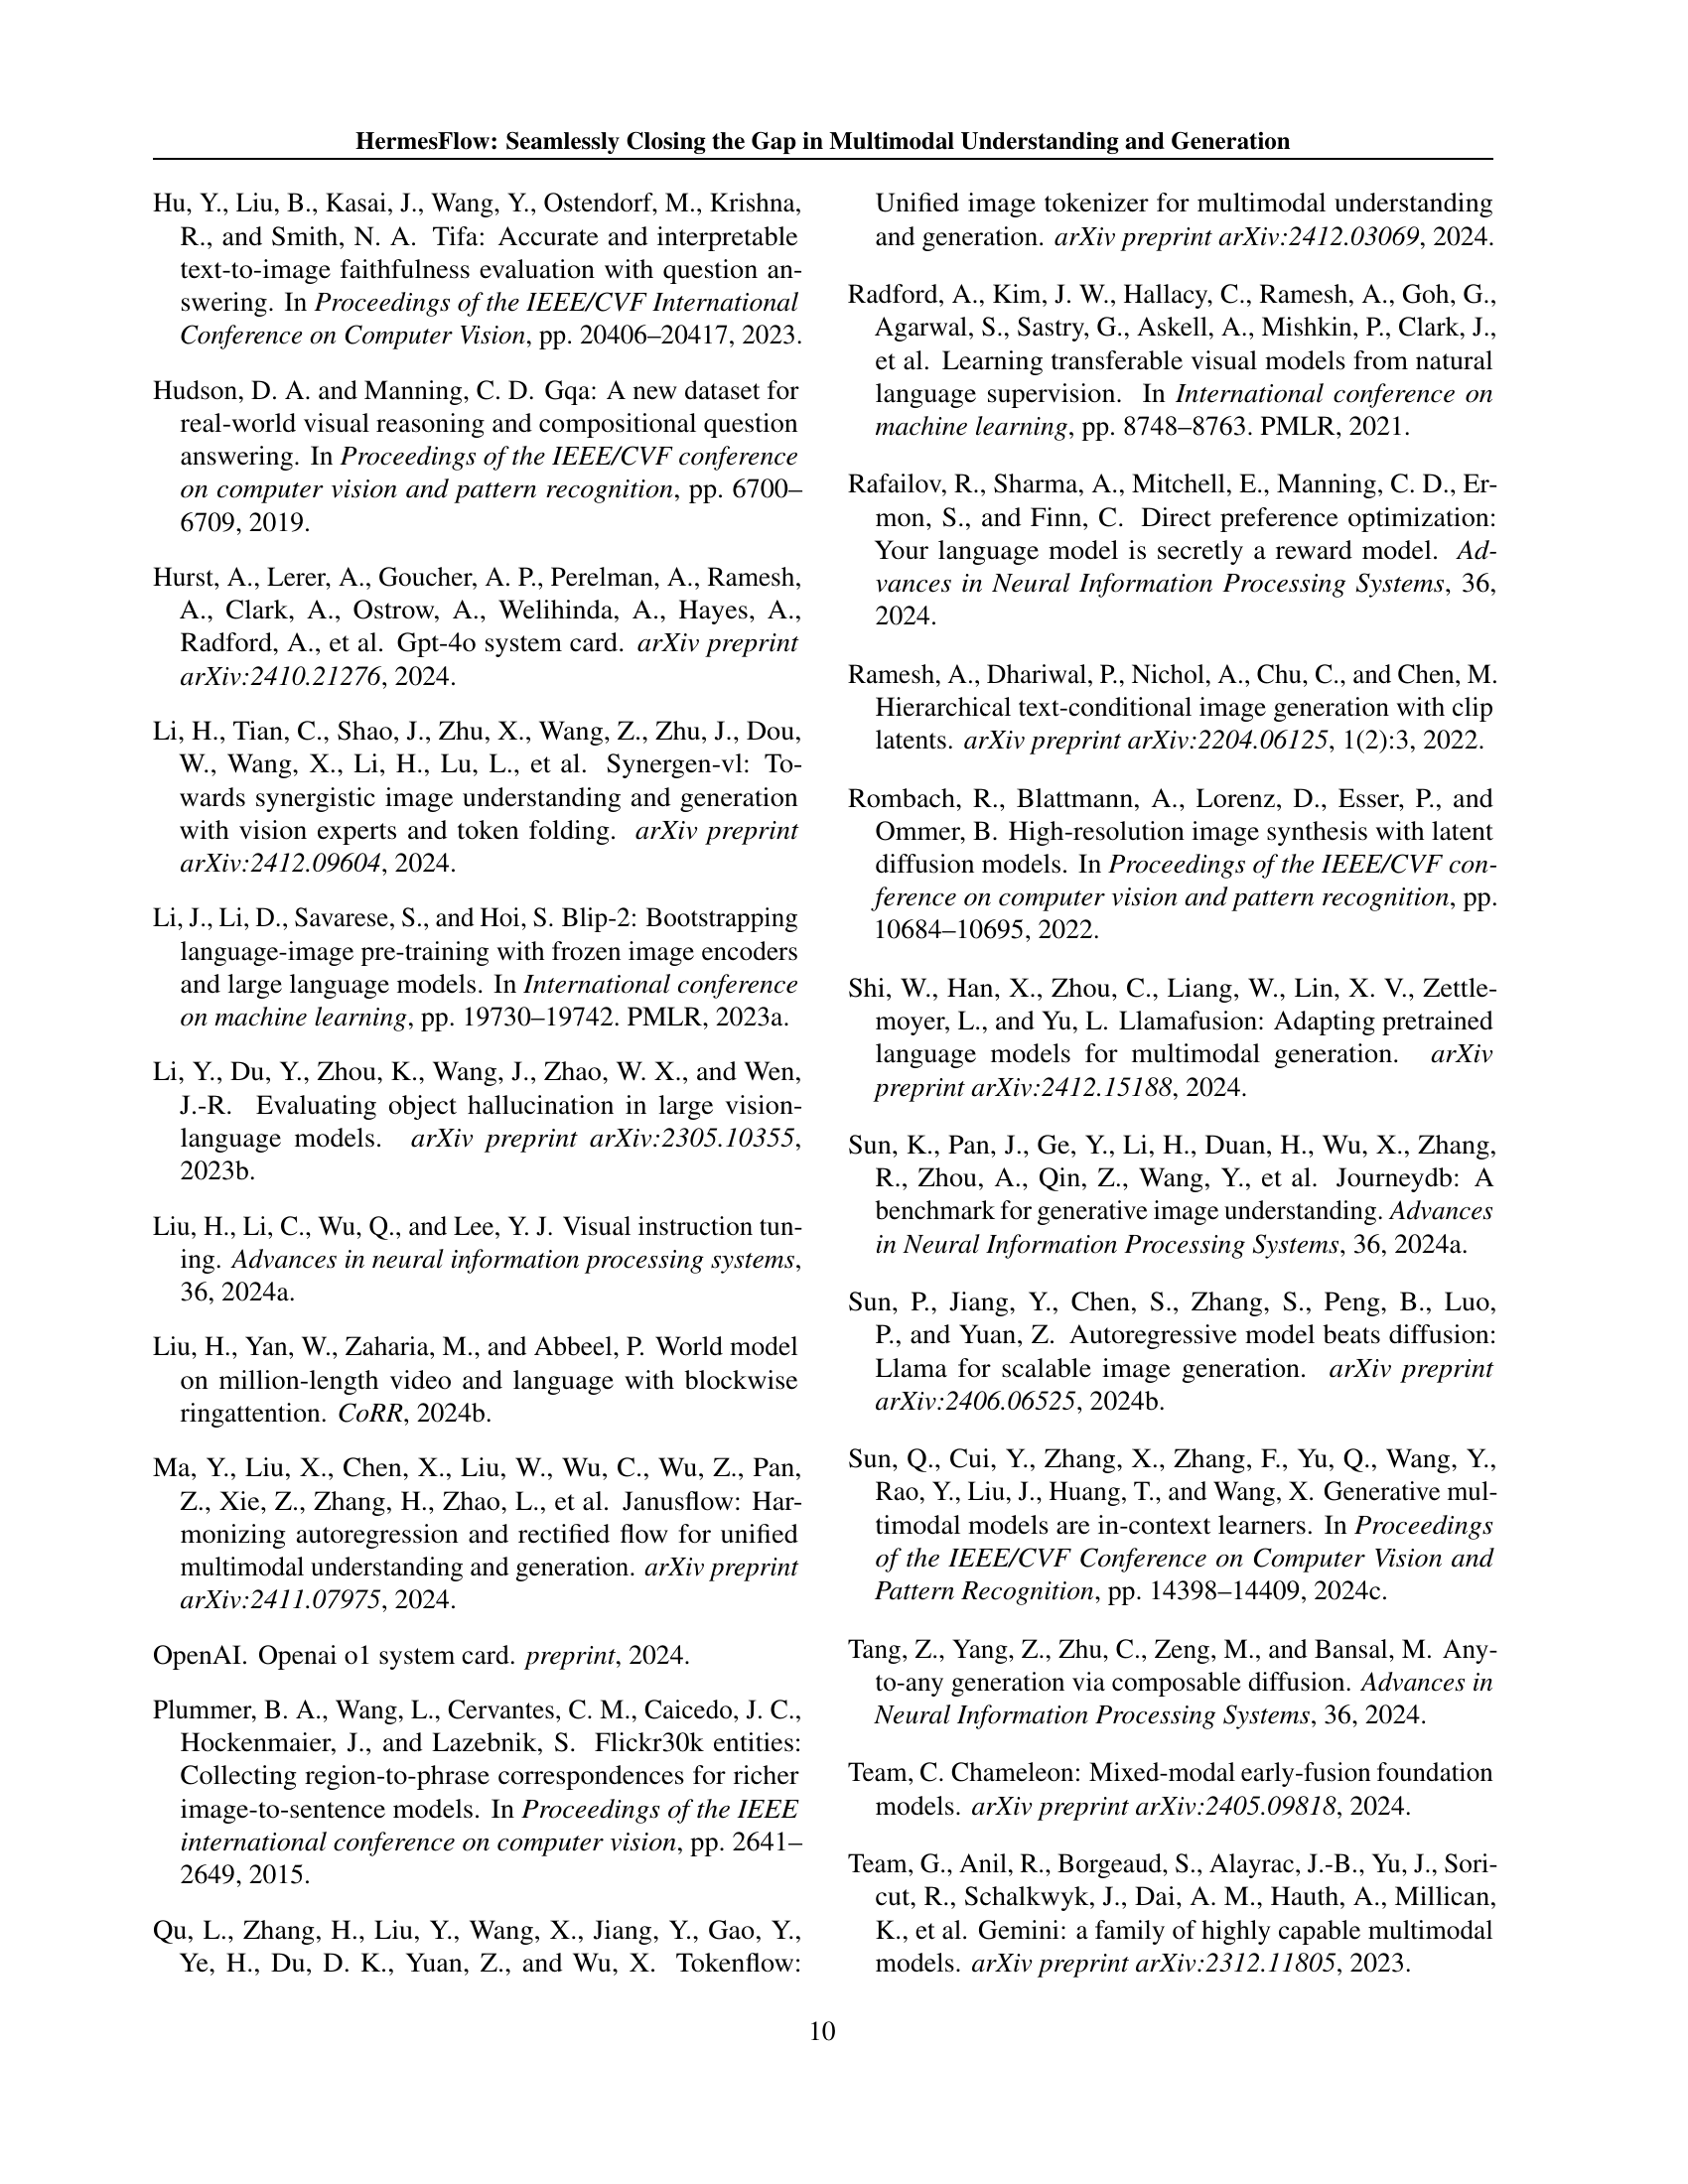 HermesFlow: Seamlessly Closing the Gap in Multimodal Understanding and Generation
Hu, Y., Liu, B., Kasai, J., Wang, Y., Ostendorf, M., Krishna,
R., and Smith, N. A. Tifa: Accurate and interpretable
text-to-image faithfulness evaluation with question an-
swering. In Proceedings of the IEEE/CVF International
Conference on Computer Vision, pp. 20406–20417, 2023.
Hudson, D. A. and Manning, C. D. Gqa: A new dataset for
real-world visual reasoning and compositional question
answering. In Proceedings of the IEEE/CVF conference
on computer vision and pattern recognition, pp. 6700–
6709, 2019.
Hurst, A., Lerer, A., Goucher, A. P., Perelman, A., Ramesh,
A., Clark, A., Ostrow, A., Welihinda, A., Hayes, A.,
Radford, A., et al. Gpt-4o system card. arXiv preprint
arXiv:2410.21276, 2024.
Li, H., Tian, C., Shao, J., Zhu, X., Wang, Z., Zhu, J., Dou,
W., Wang, X., Li, H., Lu, L., et al. Synergen-vl: To-
wards synergistic image understanding and generation
with vision experts and token folding. arXiv preprint
arXiv:2412.09604, 2024.
Li, J., Li, D., Savarese, S., and Hoi, S. Blip-2: Bootstrapping
language-image pre-training with frozen image encoders
and large language models. In International conference
on machine learning, pp. 19730–19742. PMLR, 2023a.
Li, Y., Du, Y., Zhou, K., Wang, J., Zhao, W. X., and Wen,
J.-R. Evaluating object hallucination in large vision-
language models. arXiv preprint arXiv:2305.10355,
2023b.
Liu, H., Li, C., Wu, Q., and Lee, Y. J. Visual instruction tun-
ing. Advances in neural information processing systems,
36, 2024a.
Liu, H., Yan, W., Zaharia, M., and Abbeel, P. World model
on million-length video and language with blockwise
ringattention. CoRR, 2024b.
Ma, Y., Liu, X., Chen, X., Liu, W., Wu, C., Wu, Z., Pan,
Z., Xie, Z., Zhang, H., Zhao, L., et al. Janusflow: Har-
monizing autoregression and rectified flow for unified
multimodal understanding and generation. arXiv preprint
arXiv:2411.07975, 2024.
OpenAI. Openai o1 system card. preprint, 2024.
Plummer, B. A., Wang, L., Cervantes, C. M., Caicedo, J. C.,
Hockenmaier, J., and Lazebnik, S. Flickr30k entities:
Collecting region-to-phrase correspondences for richer
image-to-sentence models. In Proceedings of the IEEE
international conference on computer vision, pp. 2641–
2649, 2015.
Qu, L., Zhang, H., Liu, Y., Wang, X., Jiang, Y., Gao, Y.,
Ye, H., Du, D. K., Yuan, Z., and Wu, X. Tokenflow:
Unified image tokenizer for multimodal understanding
and generation. arXiv preprint arXiv:2412.03069, 2024.
Radford, A., Kim, J. W., Hallacy, C., Ramesh, A., Goh, G.,
Agarwal, S., Sastry, G., Askell, A., Mishkin, P., Clark, J.,
et al. Learning transferable visual models from natural
language supervision. In International conference on
machine learning, pp. 8748–8763. PMLR, 2021.
Rafailov, R., Sharma, A., Mitchell, E., Manning, C. D., Er-
mon, S., and Finn, C. Direct preference optimization:
Your language model is secretly a reward model. Ad-
vances in Neural Information Processing Systems, 36,
2024.
Ramesh, A., Dhariwal, P., Nichol, A., Chu, C., and Chen, M.
Hierarchical text-conditional image generation with clip
latents. arXiv preprint arXiv:2204.06125, 1(2):3, 2022.
Rombach, R., Blattmann, A., Lorenz, D., Esser, P., and
Ommer, B. High-resolution image synthesis with latent
diffusion models. In Proceedings of the IEEE/CVF con-
ference on computer vision and pattern recognition, pp.
10684–10695, 2022.
Shi, W., Han, X., Zhou, C., Liang, W., Lin, X. V., Zettle-
moyer, L., and Yu, L. Llamafusion: Adapting pretrained
language models for multimodal generation. arXiv
preprint arXiv:2412.15188, 2024.
Sun, K., Pan, J., Ge, Y., Li, H., Duan, H., Wu, X., Zhang,
R., Zhou, A., Qin, Z., Wang, Y., et al. Journeydb: A
benchmark for generative image understanding. Advances
in Neural Information Processing Systems, 36, 2024a.
Sun, P., Jiang, Y., Chen, S., Zhang, S., Peng, B., Luo,
P., and Yuan, Z. Autoregressive model beats diffusion:
Llama for scalable image generation. arXiv preprint
arXiv:2406.06525, 2024b.
Sun, Q., Cui, Y., Zhang, X., Zhang, F., Yu, Q., Wang, Y.,
Rao, Y., Liu, J., Huang, T., and Wang, X. Generative mul-
timodal models are in-context learners. In Proceedings
of the IEEE/CVF Conference on Computer Vision and
Pattern Recognition, pp. 14398–14409, 2024c.
Tang, Z., Yang, Z., Zhu, C., Zeng, M., and Bansal, M. Any-
to-any generation via composable diffusion. Advances in
Neural Information Processing Systems, 36, 2024.
Team, C. Chameleon: Mixed-modal early-fusion foundation
models. arXiv preprint arXiv:2405.09818, 2024.
Team, G., Anil, R., Borgeaud, S., Alayrac, J.-B., Yu, J., Sori-
cut, R., Schalkwyk, J., Dai, A. M., Hauth, A., Millican,
K., et al. Gemini: a family of highly capable multimodal
models. arXiv preprint arXiv:2312.11805, 2023.
10